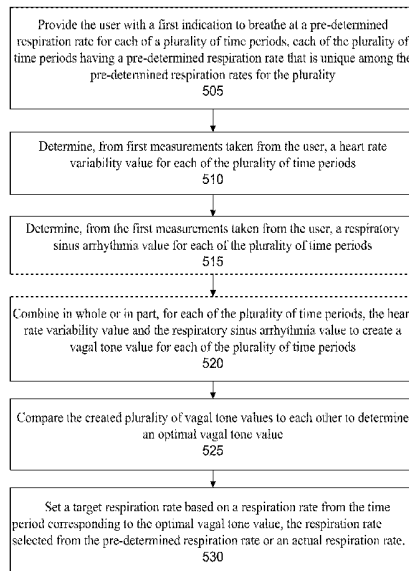 Provide the user with a first indication to breathe at a pre-determined
respiration rate for each of a plurality of time periods, each of the plurality of
time periods having a pre-determined respiration rate that is unique among the
pre-determined respiration rates for the plurality
505
Determine, from first measurements taken from the user, a heart rate
variability value for each of the plurality of time periods
510
Determine, from the first measurements taken from the user, a respiratory
sinus arrhythmia value for each of the plurality of time periods
515
Combine in whole or in part, for each of the plurality of time periods, the heart
rate variability value and the respiratory sinus arrhythmia value to create a
vagal tone value for each of the plurality of time periods
520
Compare the created plurality of vagal tone values to each other to determine
an optimal vagal tone value
525
Set a target respiration rate based on a respiration rate from the time
period corresponding to the optimal vagal tone value, the respiration rate
selected from the pre-determined respiration rate or an actual respiration rate.
530